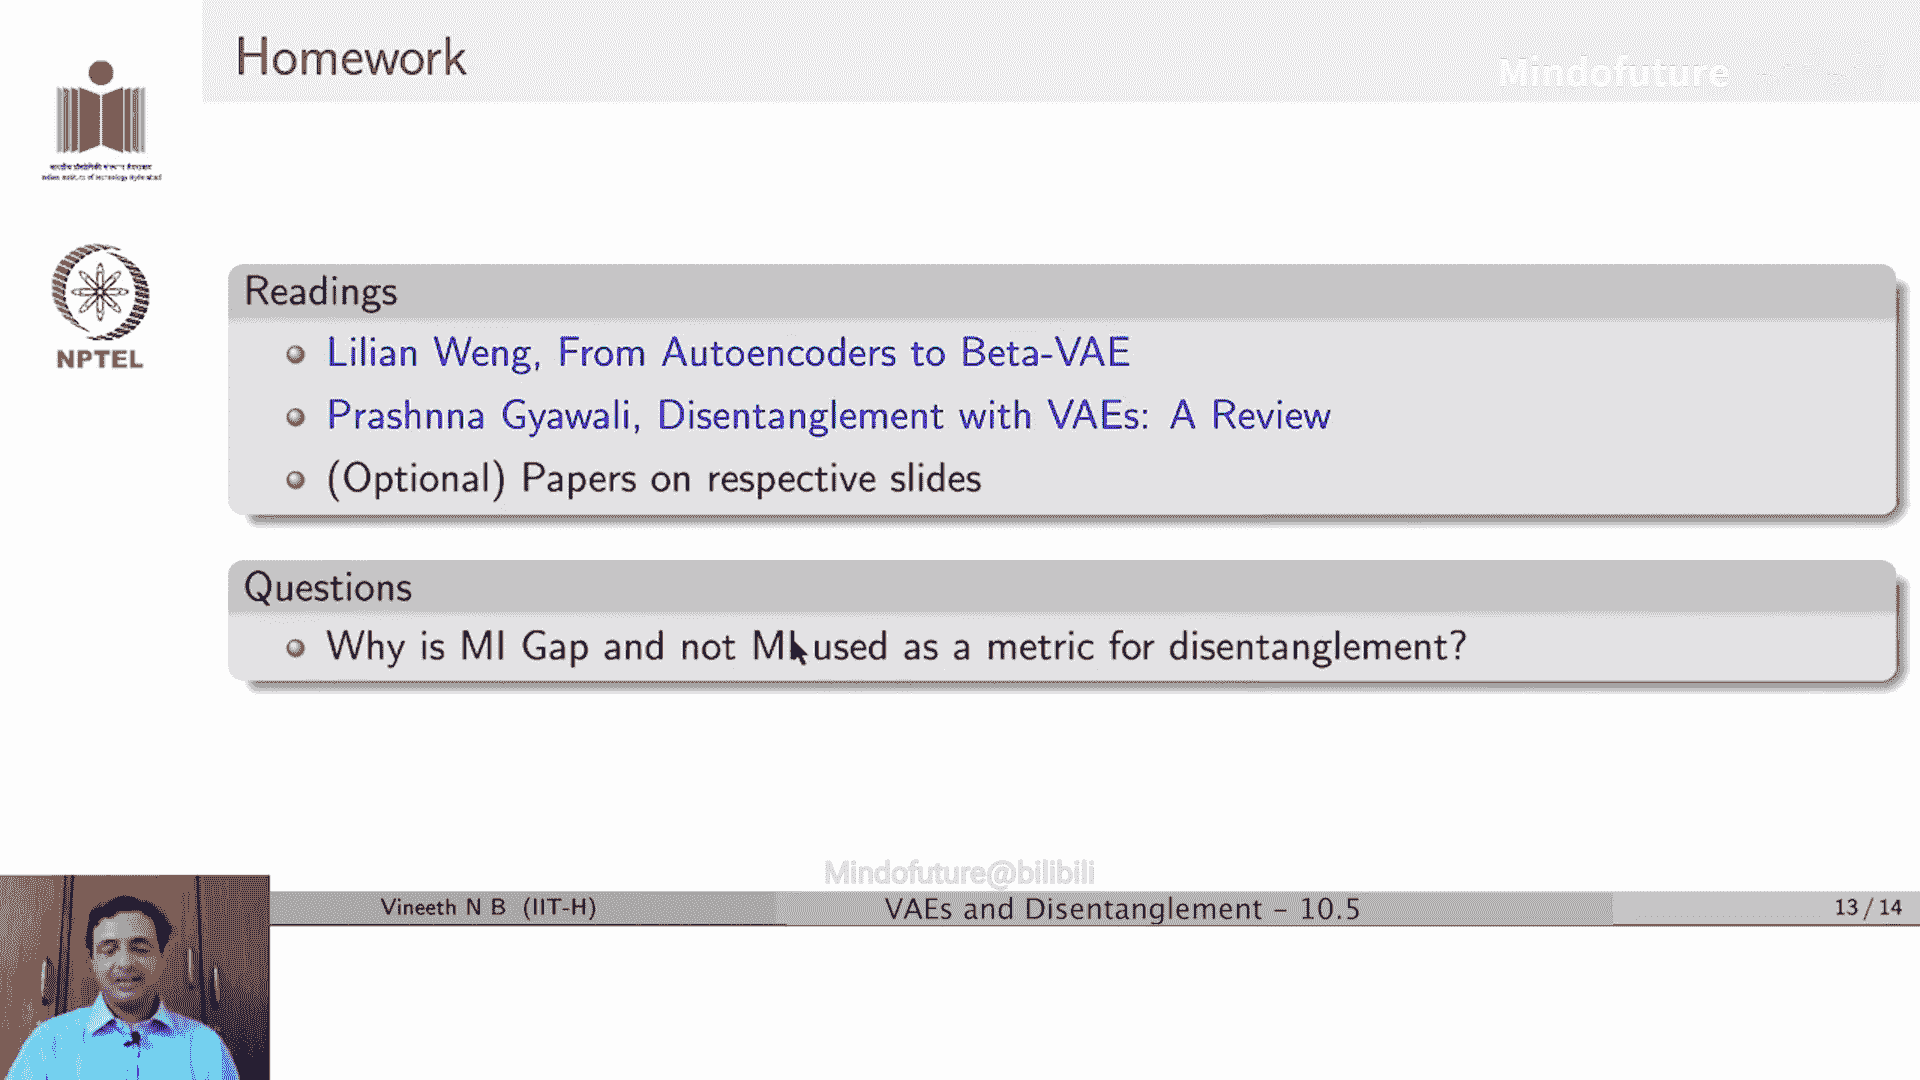 Homework
Mindofuture
NPTEL
Readings
Lilian Weng, From Autoencoders to Beta-VAE
Prashnna Gyawali, Disentanglement with VAEs: A Review
(Optional) Papers on respective slides
Questions
Why is MI Gap and not MI used as a metric for disentanglement?
Mindofuture@bilibili
Vineeth N B (IIT-H)
VAEs and Disentanglement – 10.5
13 / 14